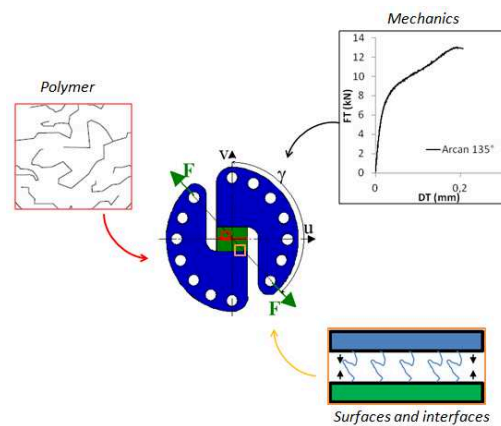 Mechanics
14
12
10
8
6
4
2
0
FT (kN)
Arcan 135°
0
0,2
DT (mm)
Polymer
v
γ
F
u
F
Surfaces and interfaces